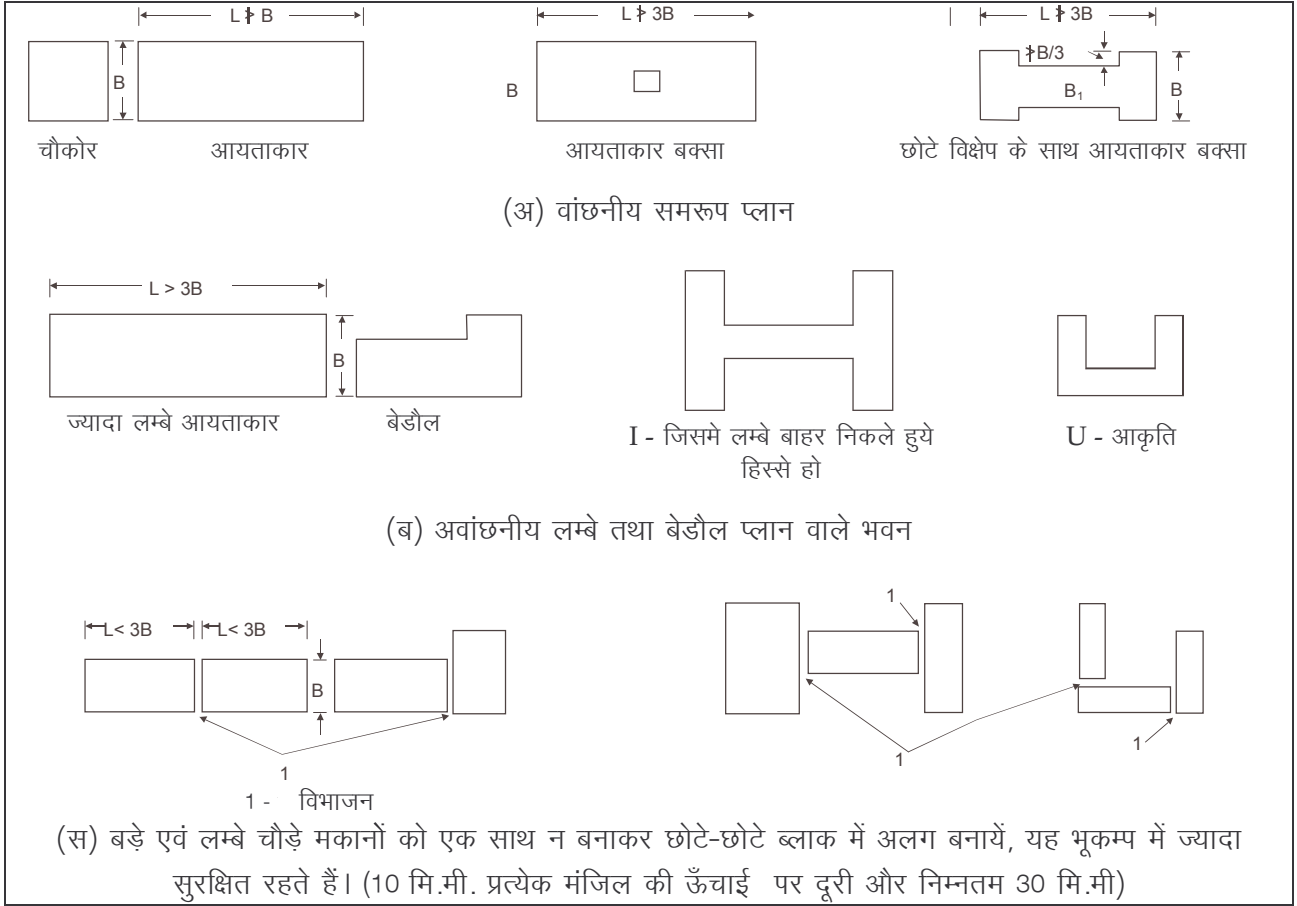 L ≯ B
L ≯ 3B
L ≯ 3B
≯B/3
B
B
B₁
B
चौकोर
आयताकार
आयताकार बक्सा
छोटे विक्षेप के साथ आयताकार बक्सा
(अ) वांछनीय समरूप प्लान
L > 3B
B
ज्यादा लम्बे आयताकार
बेडौल
I - जिसमे लम्बे बाहर निकले हुये
हिस्से हो
U - आकृति
(ब) अवांछनीय लम्बे तथा बेडौल प्लान वाले भवन
1
L< 3B
L< 3B
B
1
1
1
1 - विभाजन
(स) बड़े एवं लम्बे चौड़े मकानों को एक साथ न बनाकर छोटे-छोटे ब्लाक में अलग बनायें, यह भूकम्प में ज्यादा
सुरक्षित रहते हैं। (10 मि.मी. प्रत्येक मंजिल की ऊँचाई पर दूरी और निम्नतम 30 मि.मी)